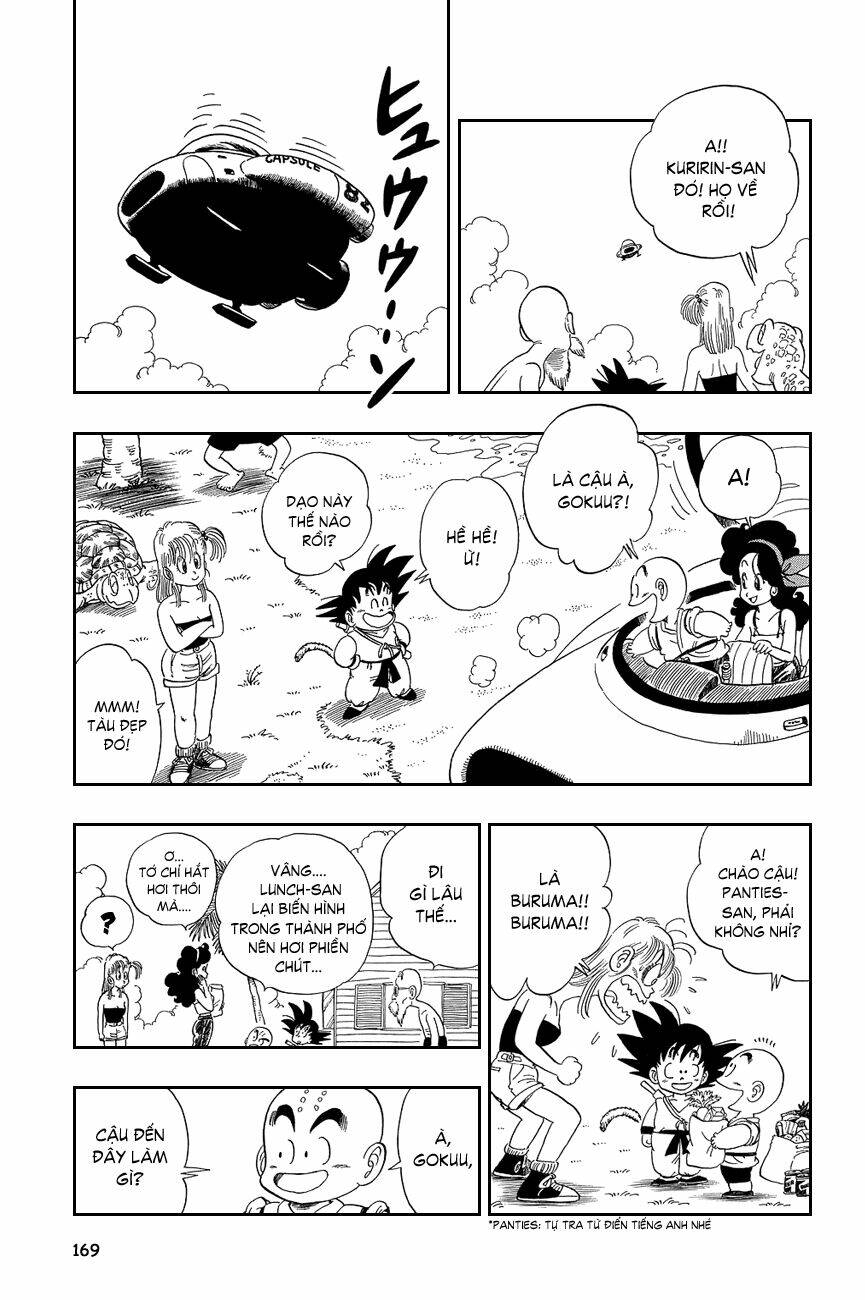 A!!
KURIRIN-SAN
ĐÓ! HỌ VỀ
RỒI!
CAPSULE
82
ヒュウウゥーン
A!
LÀ CẬU À,
GOKUU?!
HỀ HỀ!
Ừ!
DẠO NÀY
THẾ NÀO
RỒI?
MMM!
TÀU ĐẸP
ĐÓ!
A!
CHÀO CẬU!
PANTIES-
SAN, PHẢI
KHÔNG NHỈ?
LÀ
BURUMA!!
BURUMA!!
*PANTIES: TỰ TRA TỪ ĐIỂN TIẾNG ANH NHÉ
ĐI
GÌ LÂU
THẾ...
VÂNG....
LUNCH-SAN
LẠI BIẾN HÌNH
TRONG THÀNH PHỐ
NÊN HƠI PHIỀN
CHÚT...
Ơ...
TỚ CHỈ HẮT
HƠI THÔI
MÀ....
?
À,
GOKUU,
CẬU ĐẾN
ĐÂY LÀM
GÌ?
169